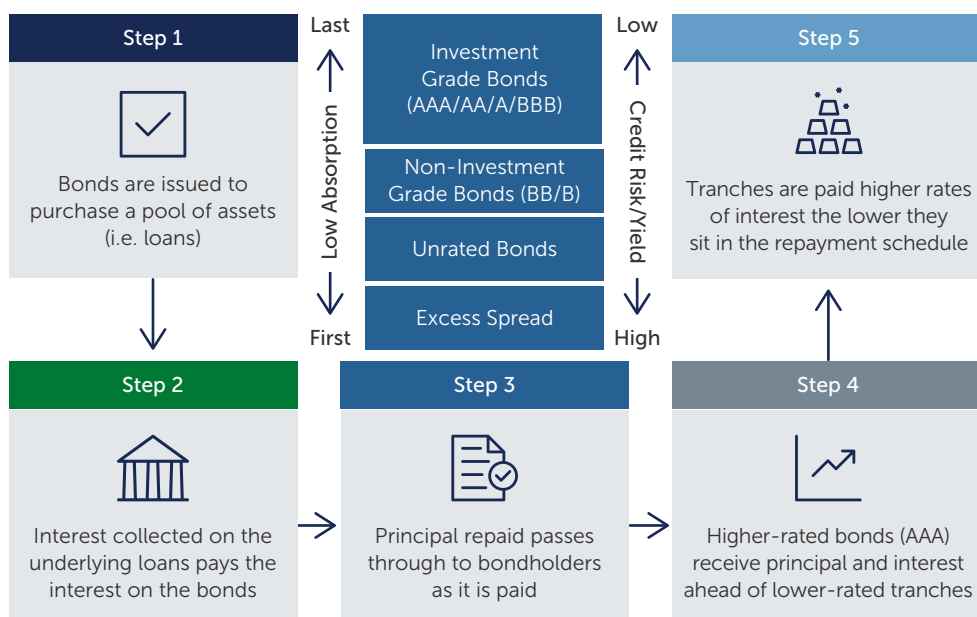 Step 1
Bonds are issued to
purchase a pool of assets
(i.e. loans)
Last
Low Absorption
First
Investment
Grade Bonds
(AAA/AA/A/BBB)
Non-Investment
Grade Bonds (BB/B)
Unrated Bonds
Excess Spread
Low
Credit Risk/Yield
High
Step 5
Tranches are paid higher rates
of interest the lower they
sit in the repayment schedule
Step 2
Interest collected on the
underlying loans pays the
interest on the bonds
Step 3
Principal repaid passes
through to bondholders
as it is paid
Step 4
Higher-rated bonds (AAA)
receive principal and interest
ahead of lower-rated tranches